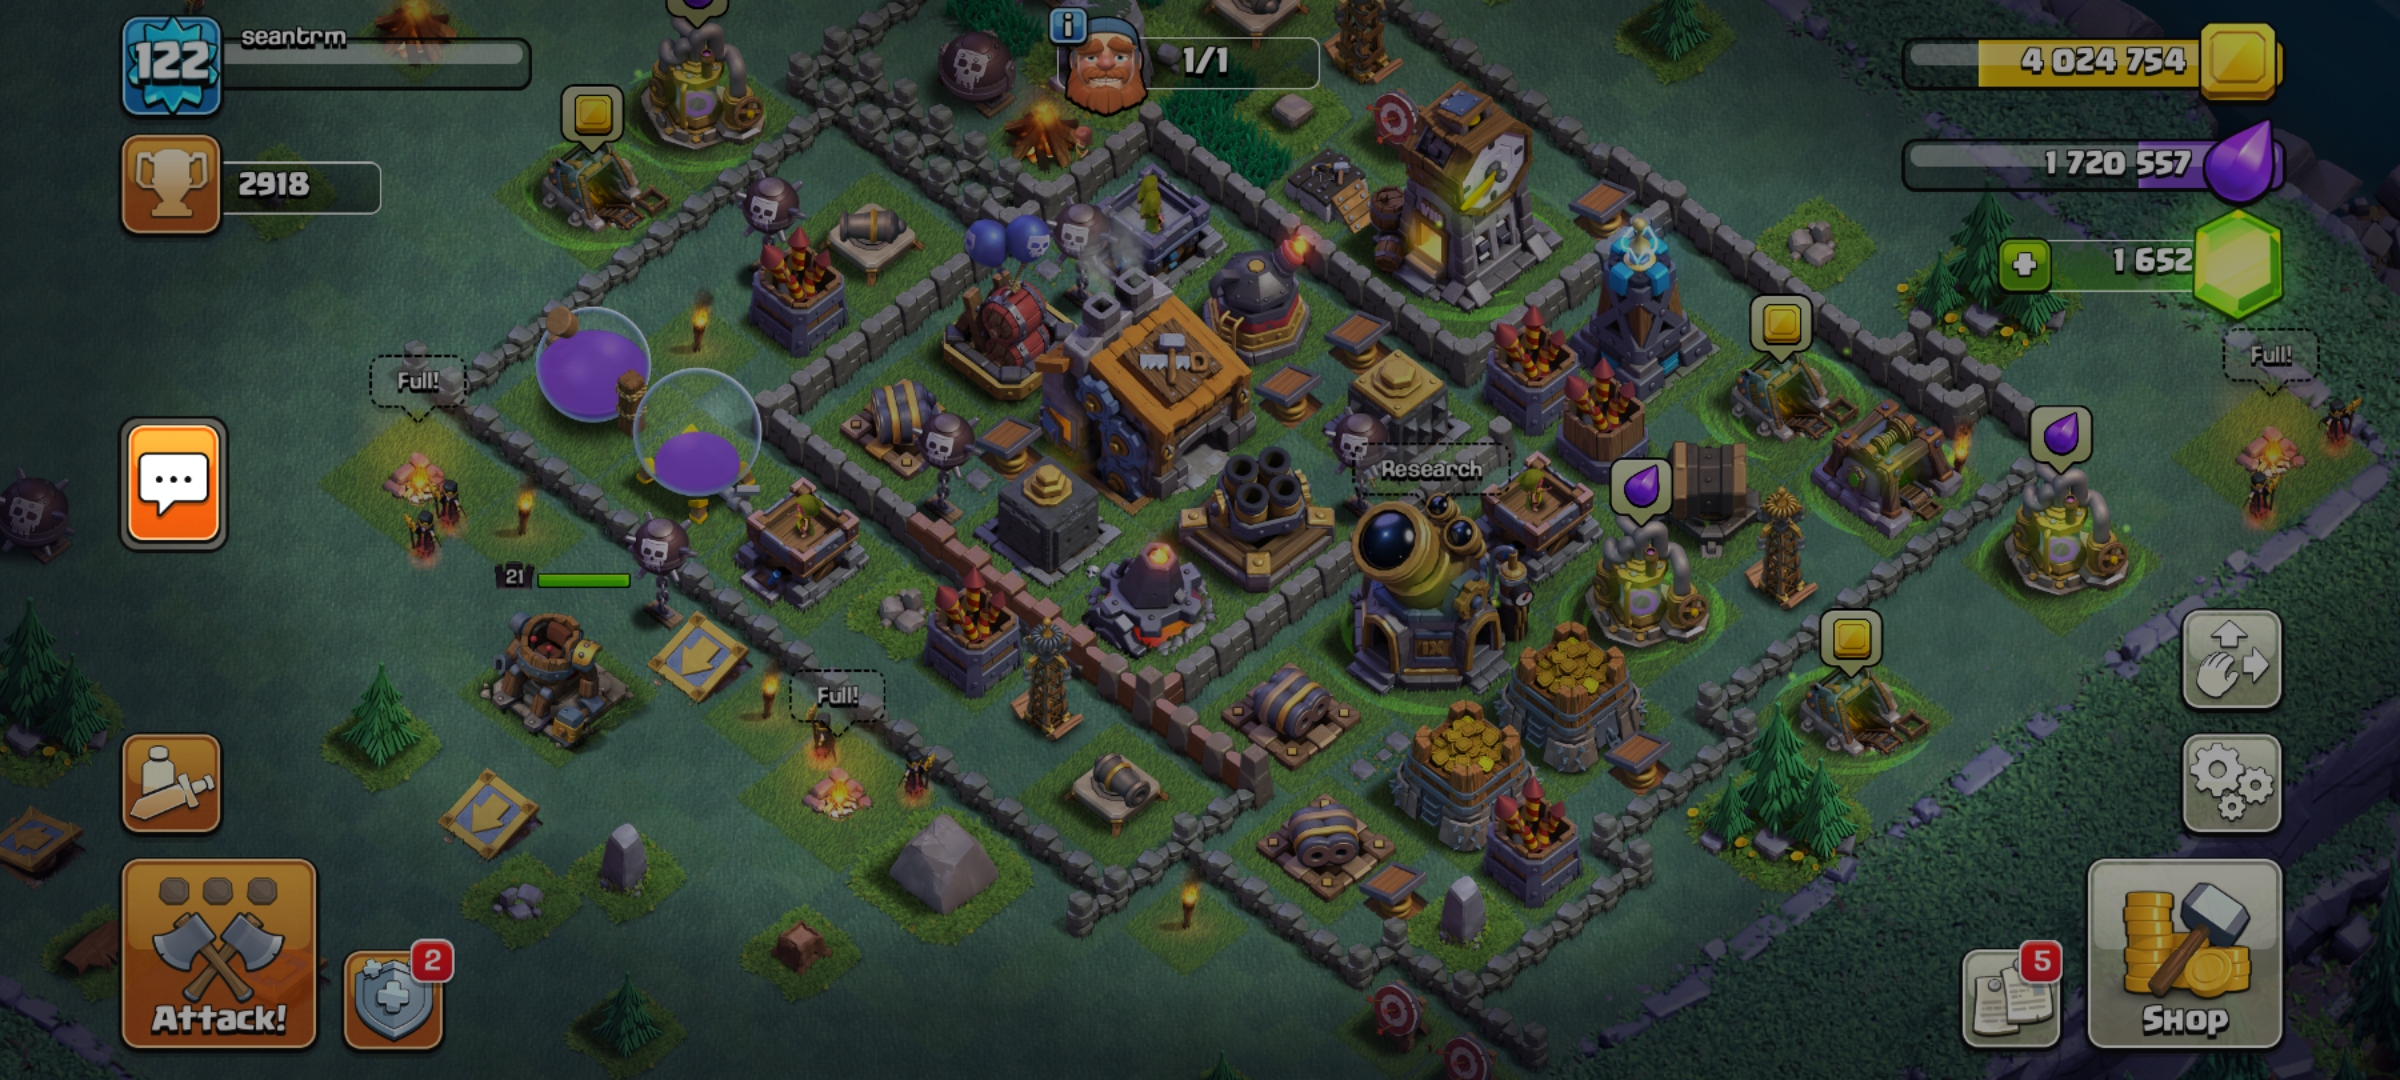 122
seantrm
1/1
4 024 754
2918
1 720 557
1 652
Full!
Full!
Research
21
Full!
IX
2
Attack!
5
Shop